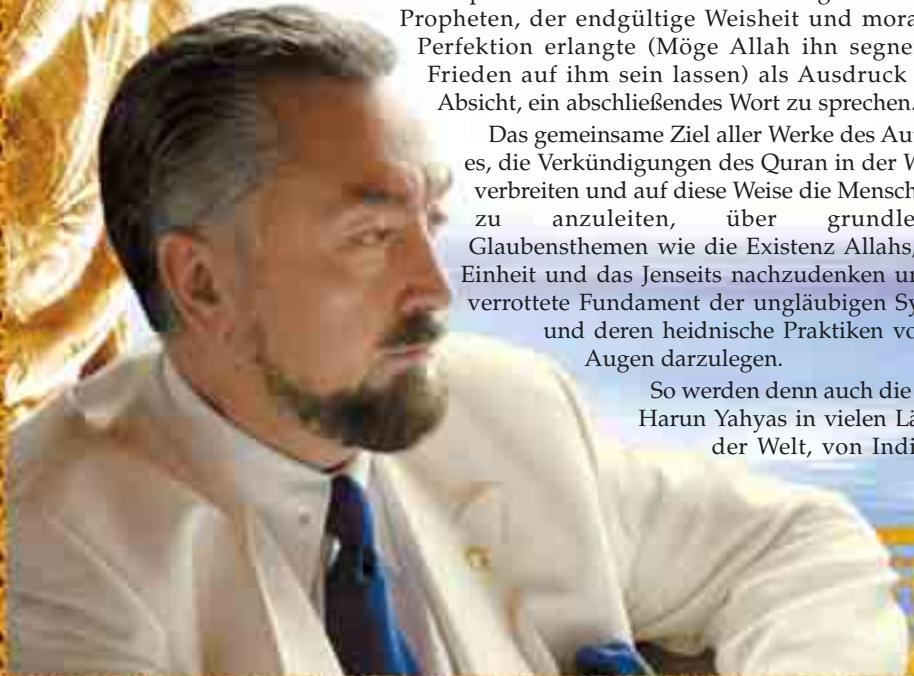 Propheten, der endgültige Weisheit und mora
Perfektion erlangte (Möge Allah ihn segne
Frieden auf ihm sein lassen) als Ausdruck
Absicht, ein abschließendes Wort zu sprechen.
Das gemeinsame Ziel aller Werke des Au
es, die Verkündigungen des Quran in der W
verbreiten und auf diese Weise die Mensch
zu anzuleiten, über grundle
Glaubensthemen wie die Existenz Allahs,
Einheit und das Jenseits nachzudenken u
verrottete Fundament der ungläubigen Sy
und deren heidnische Praktiken vo
Augen darzulegen.
So werden denn auch die
Harun Yahyas in vielen Lä
der Welt, von Indi